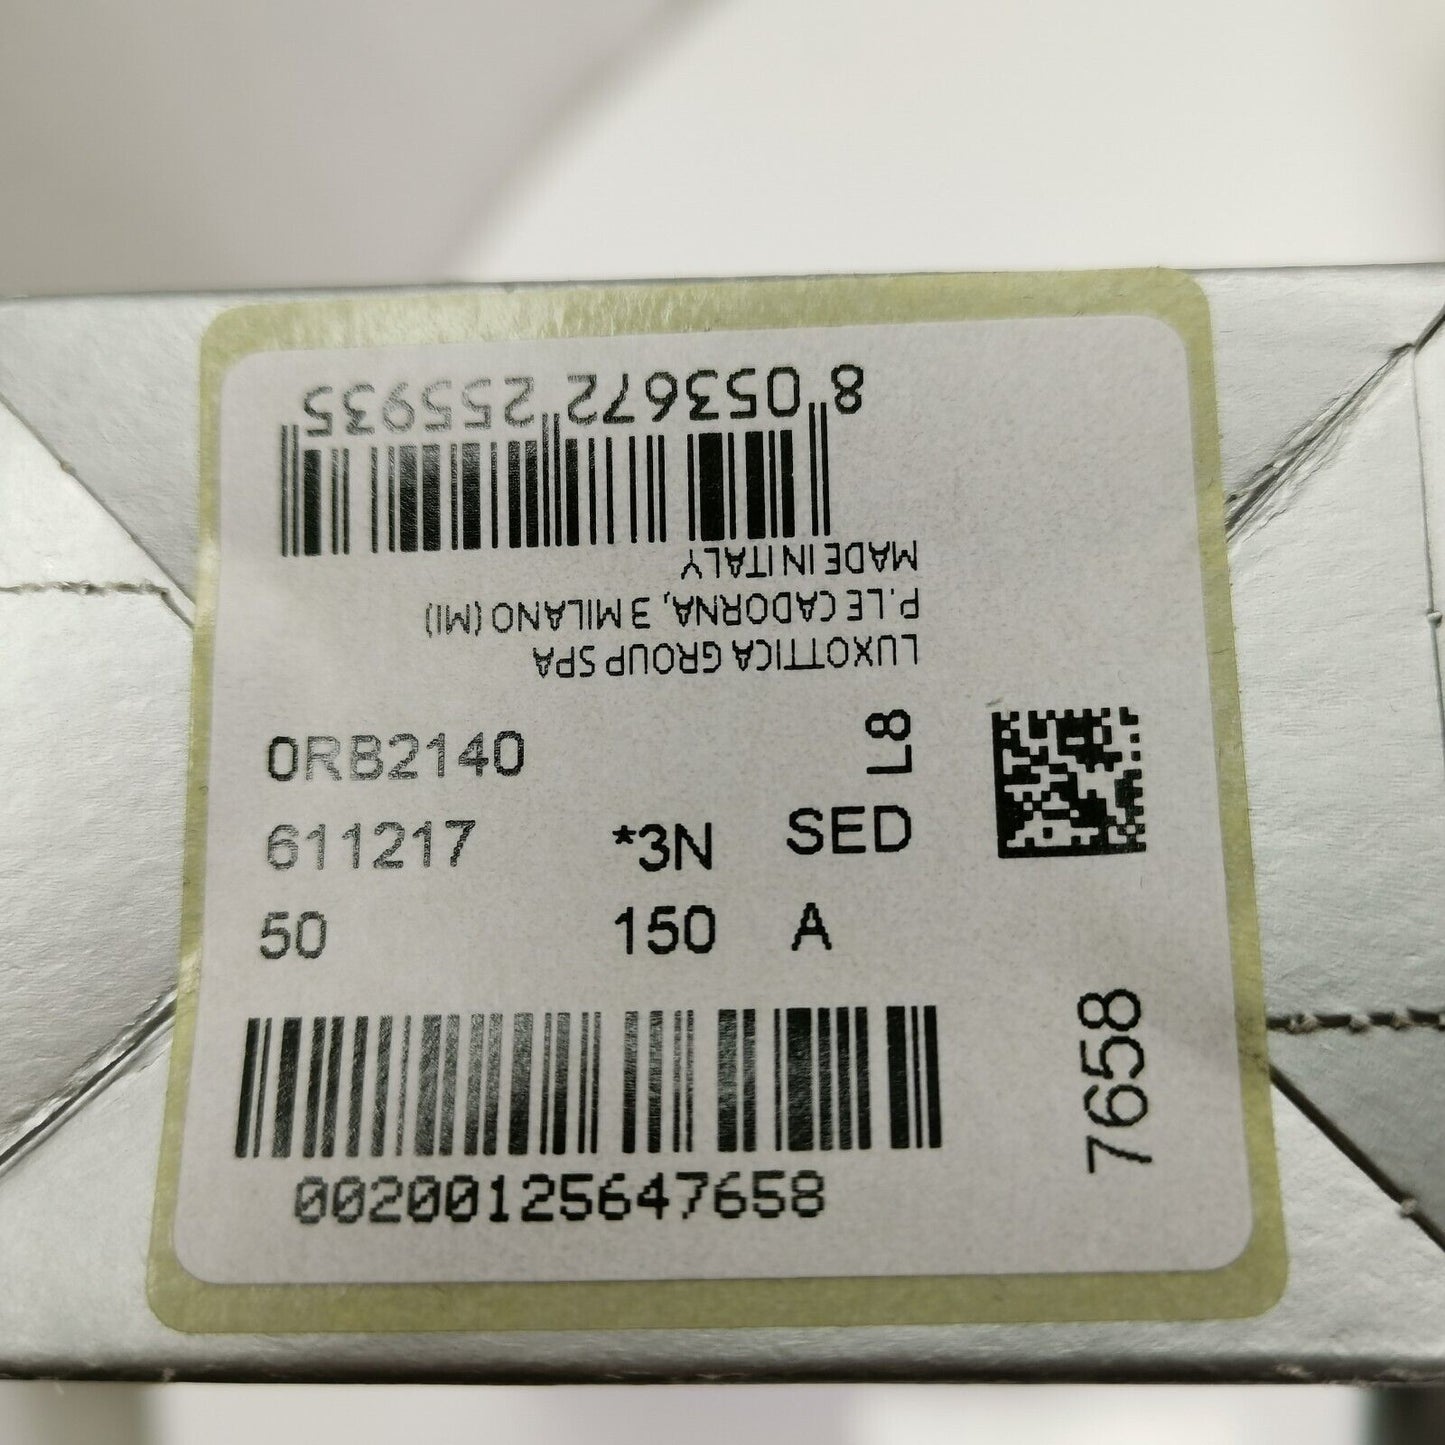 8 053672 255935
MADE IN ITALY
P.LE CADORNA, 3 MILANO (MI)
LUXOTTICA GROUP SPA
0RB2140
L8
611217 *3N SED
50 150 A
7658
00200125647658